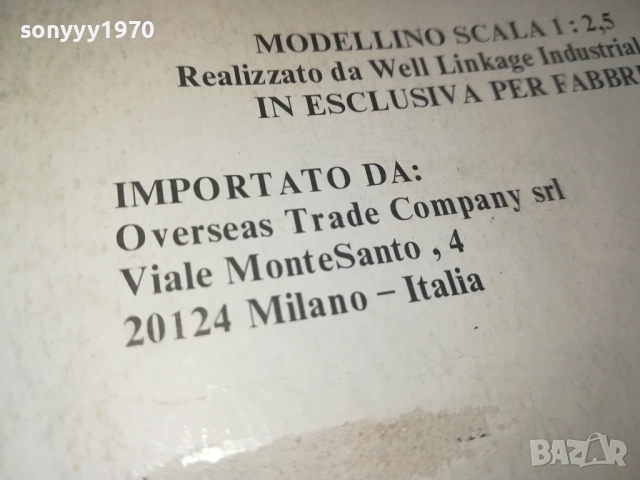 sonyyy1970
MODELLINO SCALA 1:2,5
Realizzato da Well Linkage Industrial
IN ESCLUSIVA PER FABBR
IMPORTATO DA:
Overseas Trade Company srl
Viale MonteSanto , 4
20124 Milano – Italia
BAZAR